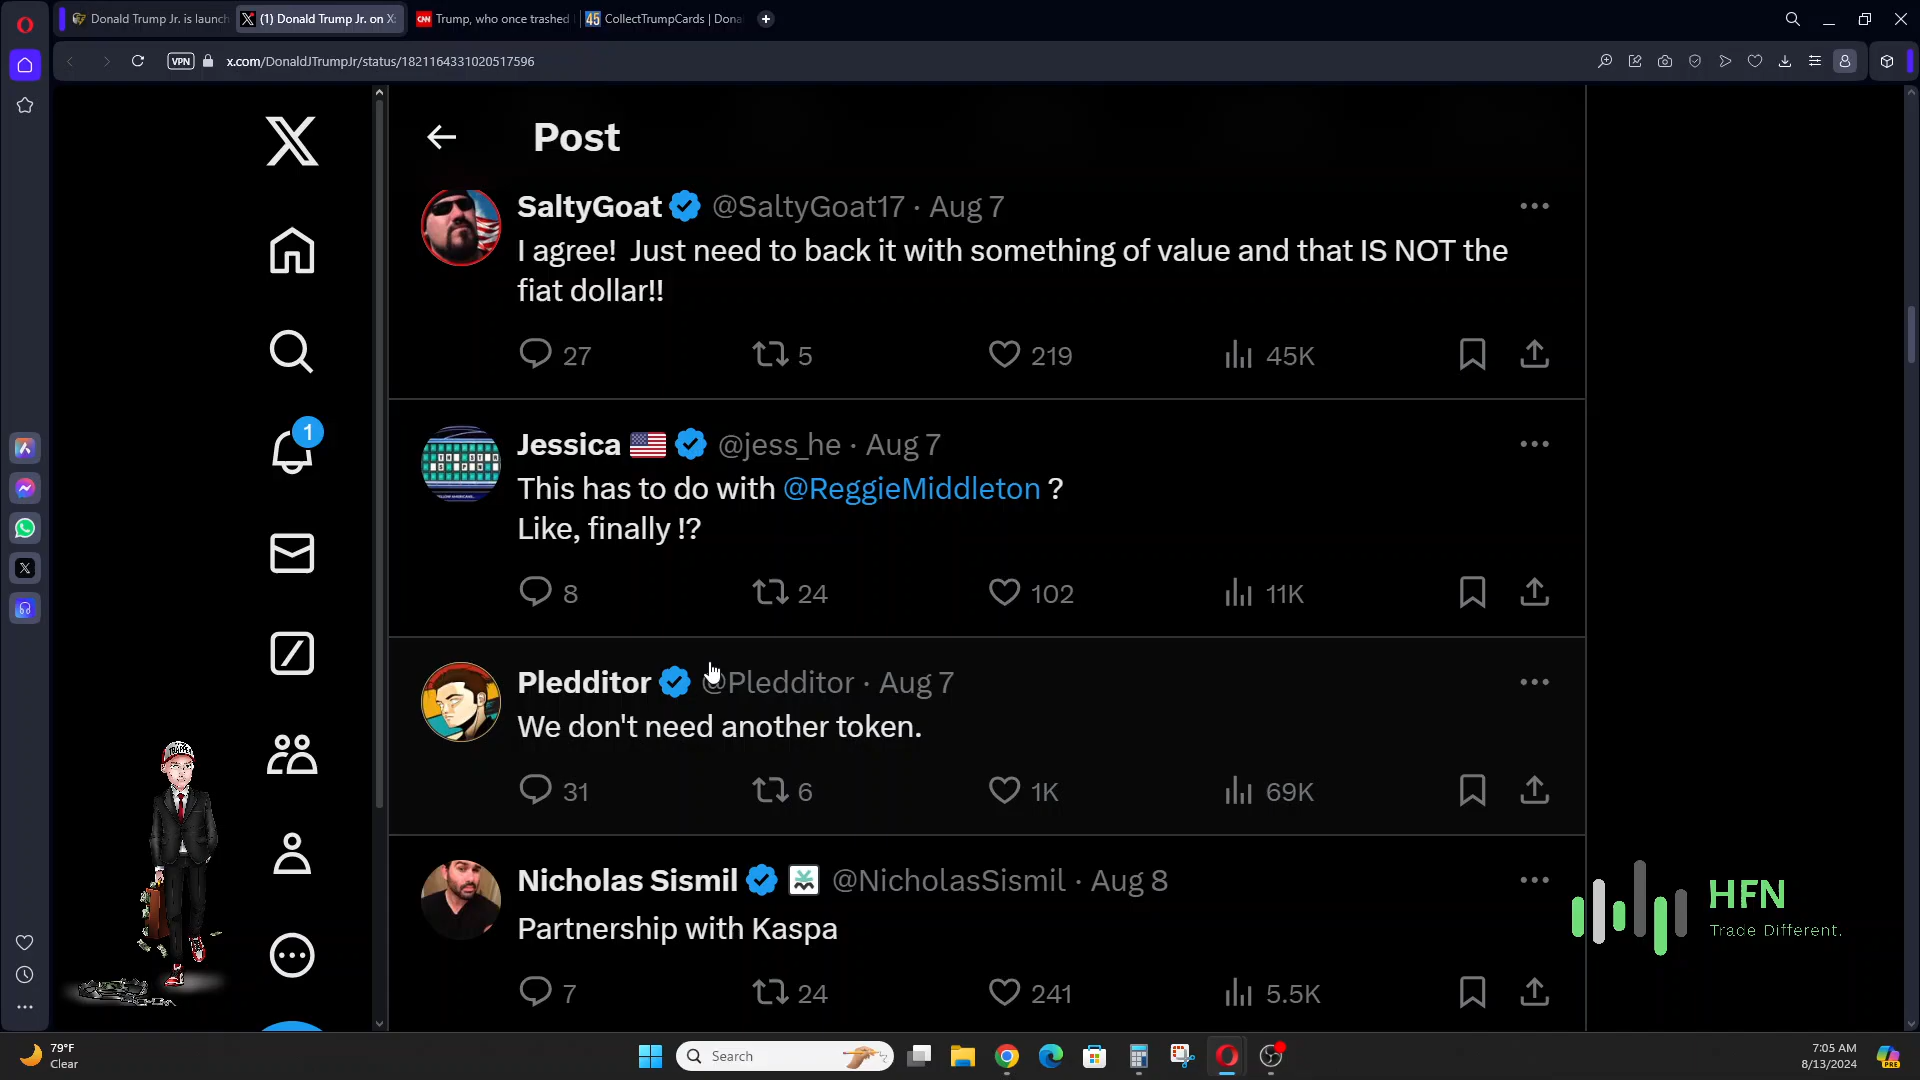 Donald Trump Jr. is launch
(1) Donald Trump Jr. on X:
CNN Trump, who once trashed
45 CollectTrumpCards | Dona
VPN x.com/DonaldJTrumpJr/status/1821164331020517596
Post
SaltyGoat @SaltyGoat17 · Aug 7
I agree! Just need to back it with something of value and that IS NOT the
fiat dollar!!
27 5 219 45K
1
Jessica @jess_he · Aug 7
This has to do with @ReggieMiddleton ?
Like, finally !?
8 24 102 11K
Pledditor @Pledditor · Aug 7
We don't need another token.
31 6 1K 69K
Nicholas Sismil @NicholasSismil · Aug 8
Partnership with Kaspa
7 24 241 5.5K
HFN
Trade Different.
79°F
Clear
Search
7:05 AM
8/13/2024
PRE